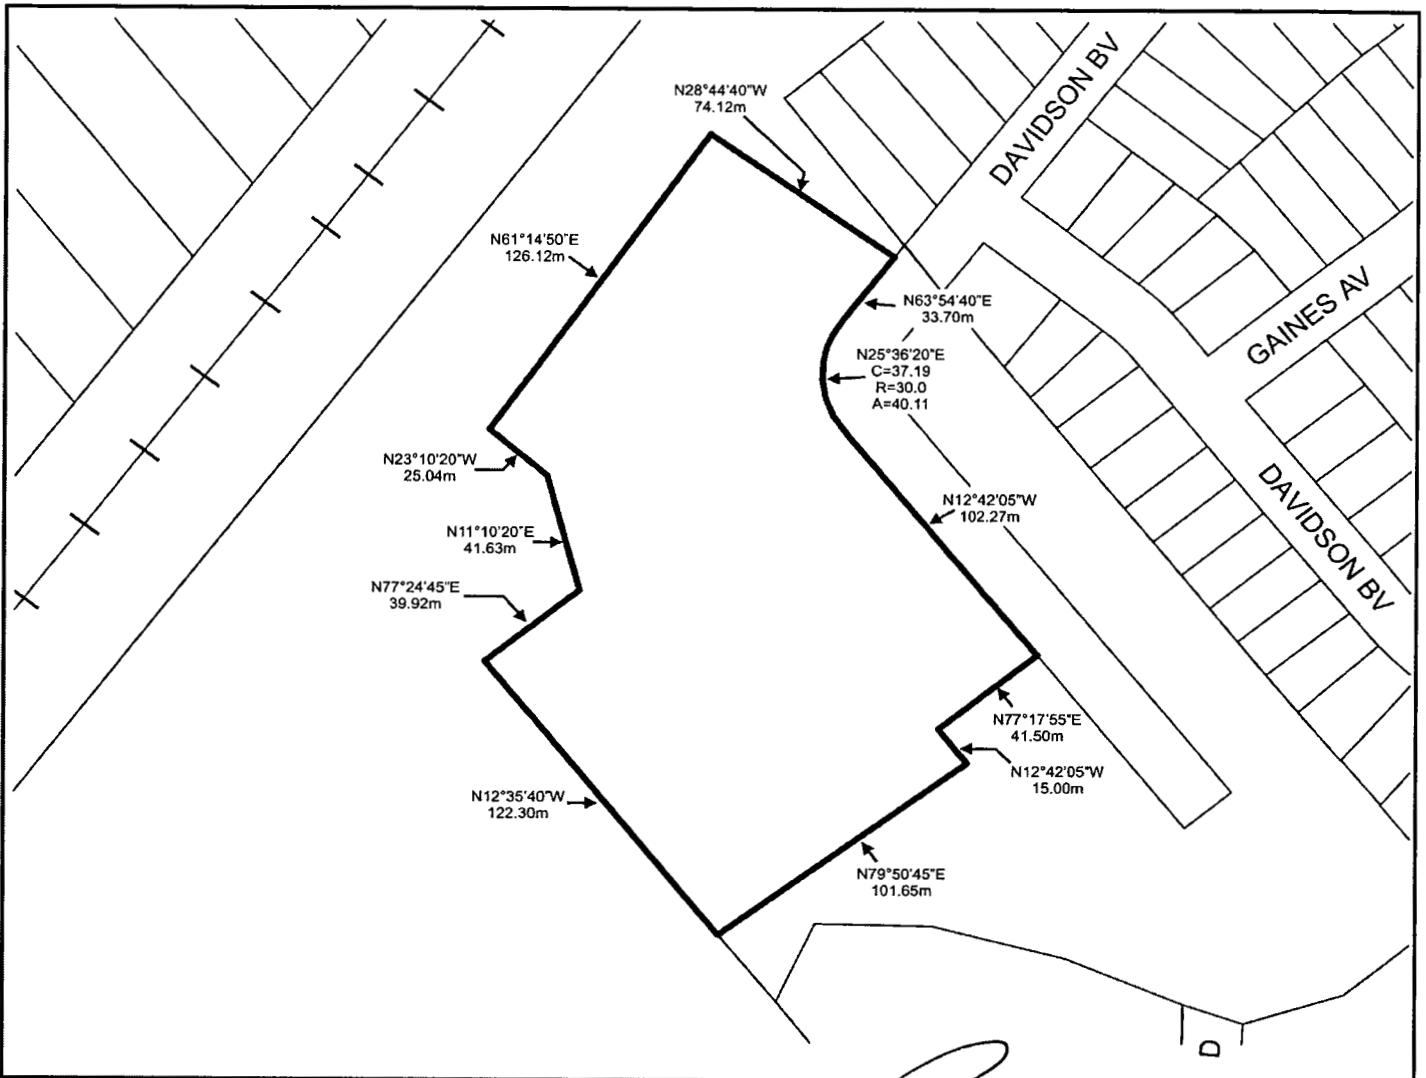 N28°44'40"W
74.12m
DAVIDSON BV
N61°14'50"E
126.12m
N63°54'40"E
33.70m
GAINES AV
N25°36'20"E
C=37.19
R=30.0
A=40.11
N23°10'20"W
25.04m
N12°42'05"W
102.27m
DAVIDSON BV
N11°10'20"E
41.63m
N77°24'45"E
39.92m
N77°17'55"E
41.50m
N12°42'05"W
15.00m
N12°35'40"W
122.30m
N79°50'45"E
101.65m
D